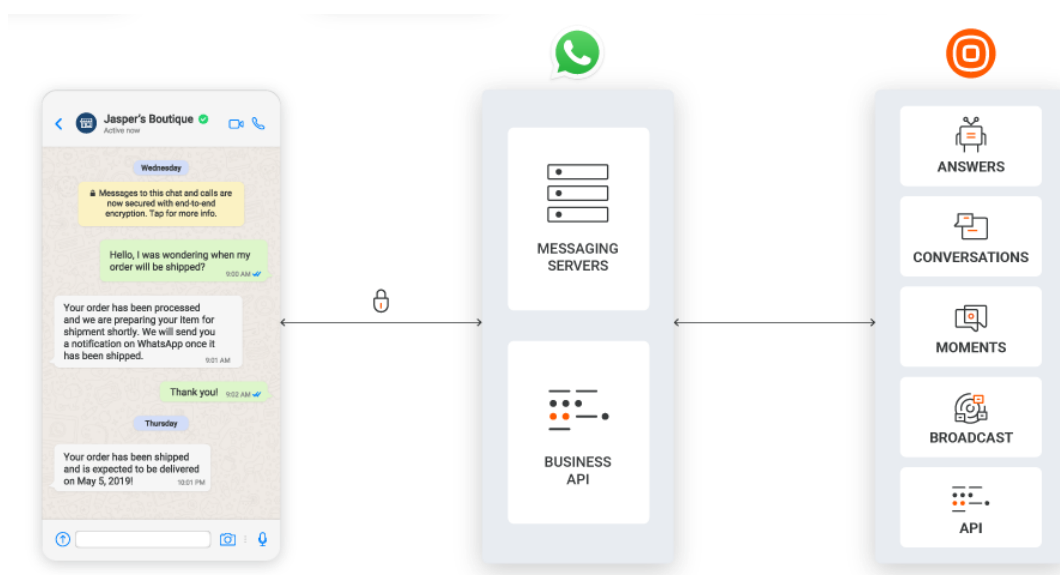 Jasper's Boutique
Active now
Wednesday
Messages to this chat and calls are
now secured with end-to-end
encryption. Tap for more info.
Hello, I was wondering when my
order will be shipped?
9:00 AM
Your order has been processed
and we are preparing your item for
shipment shortly. We will send you
a notification on WhatsApp once it
has been shipped.
9:01 AM
Thank you!
9:02 AM
Thursday
Your order has been shipped
and is expected to be delivered
on May 5, 2019!
10:01 PM
MESSAGING
SERVERS
BUSINESS
API
ANSWERS
CONVERSATIONS
MOMENTS
BROADCAST
API